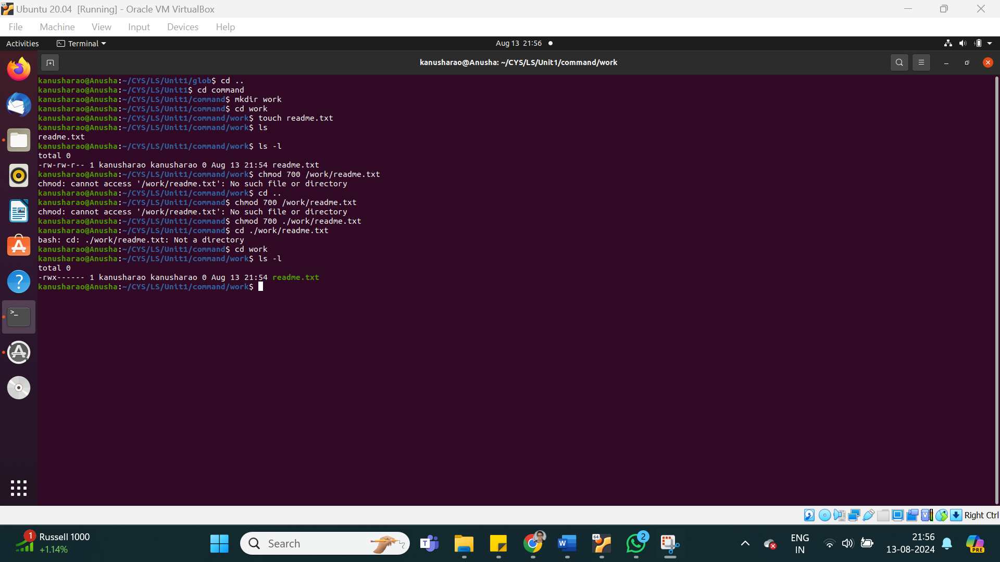 Ubuntu 20.04 [Running] - Oracle VM VirtualBox
File Machine View Input Devices Help
Activities Terminal Aug 13 21:56
kanusharao@Anusha: ~/CYS/LS/Unit1/command/work
kanusharao@Anusha:~/CYS/LS/Unit1/glob$ cd ..
kanusharao@Anusha:~/CYS/LS/Unit1$ cd command
kanusharao@Anusha:~/CYS/LS/Unit1/command$ mkdir work
kanusharao@Anusha:~/CYS/LS/Unit1/command$ cd work
kanusharao@Anusha:~/CYS/LS/Unit1/command/work$ touch readme.txt
kanusharao@Anusha:~/CYS/LS/Unit1/command/work$ ls
readme.txt
kanusharao@Anusha:~/CYS/LS/Unit1/command/work$ ls -l
total 0
-rw-rw-r-- 1 kanusharao kanusharao 0 Aug 13 21:54 readme.txt
kanusharao@Anusha:~/CYS/LS/Unit1/command/work$ chmod 700 /work/readme.txt
chmod: cannot access '/work/readme.txt': No such file or directory
kanusharao@Anusha:~/CYS/LS/Unit1/command/work$ cd ..
kanusharao@Anusha:~/CYS/LS/Unit1/command$ chmod 700 /work/readme.txt
chmod: cannot access '/work/readme.txt': No such file or directory
kanusharao@Anusha:~/CYS/LS/Unit1/command$ chmod 700 ./work/readme.txt
kanusharao@Anusha:~/CYS/LS/Unit1/command$ cd ./work/readme.txt
bash: cd: ./work/readme.txt: Not a directory
kanusharao@Anusha:~/CYS/LS/Unit1/command$ cd work
kanusharao@Anusha:~/CYS/LS/Unit1/command/work$ ls -l
total 0
-rwx------ 1 kanusharao kanusharao 0 Aug 13 21:54 readme.txt
kanusharao@Anusha:~/CYS/LS/Unit1/command/work$
Right Ctrl
1 Russell 1000
+1.14%
Search
64
2
ENG
IN
21:56
13-08-2024
PRE